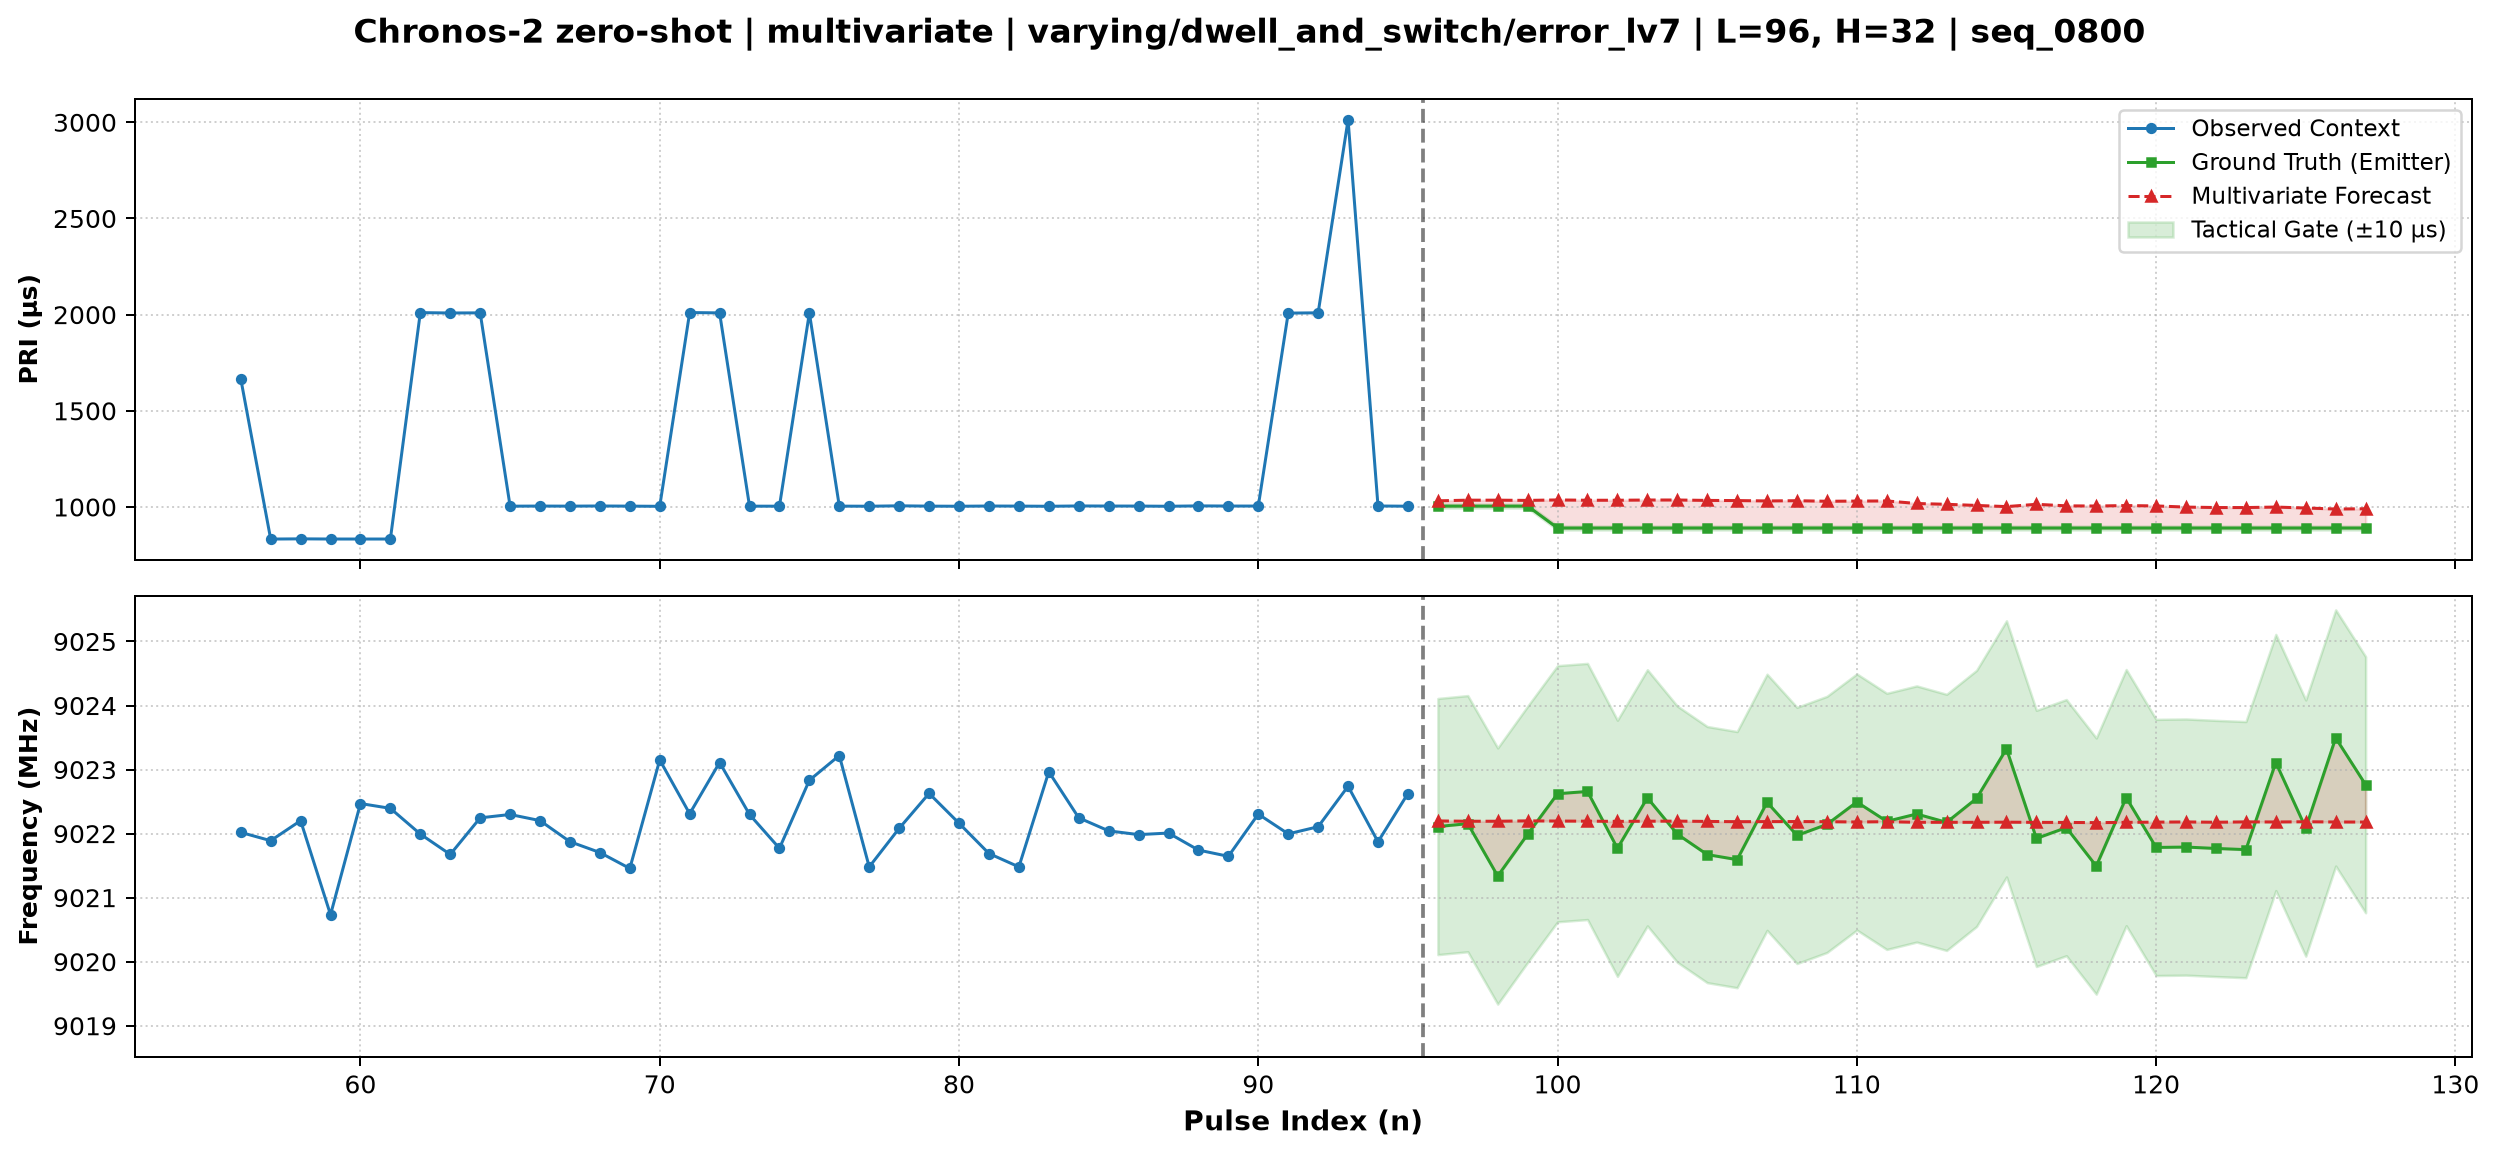 Chronos-2 zero-shot | multivariate | varying/dwell_and_switch/error_lv7 | L=96, H=32 | seq_0800
PRI (µs)
3000
2500
2000
1500
1000
Observed Context
Ground Truth (Emitter)
Multivariate Forecast
Tactical Gate (±10 µs)
Frequency (MHz)
9025
9024
9023
9022
9021
9020
9019
60 70 80 90 100 110 120 130
Pulse Index (n)